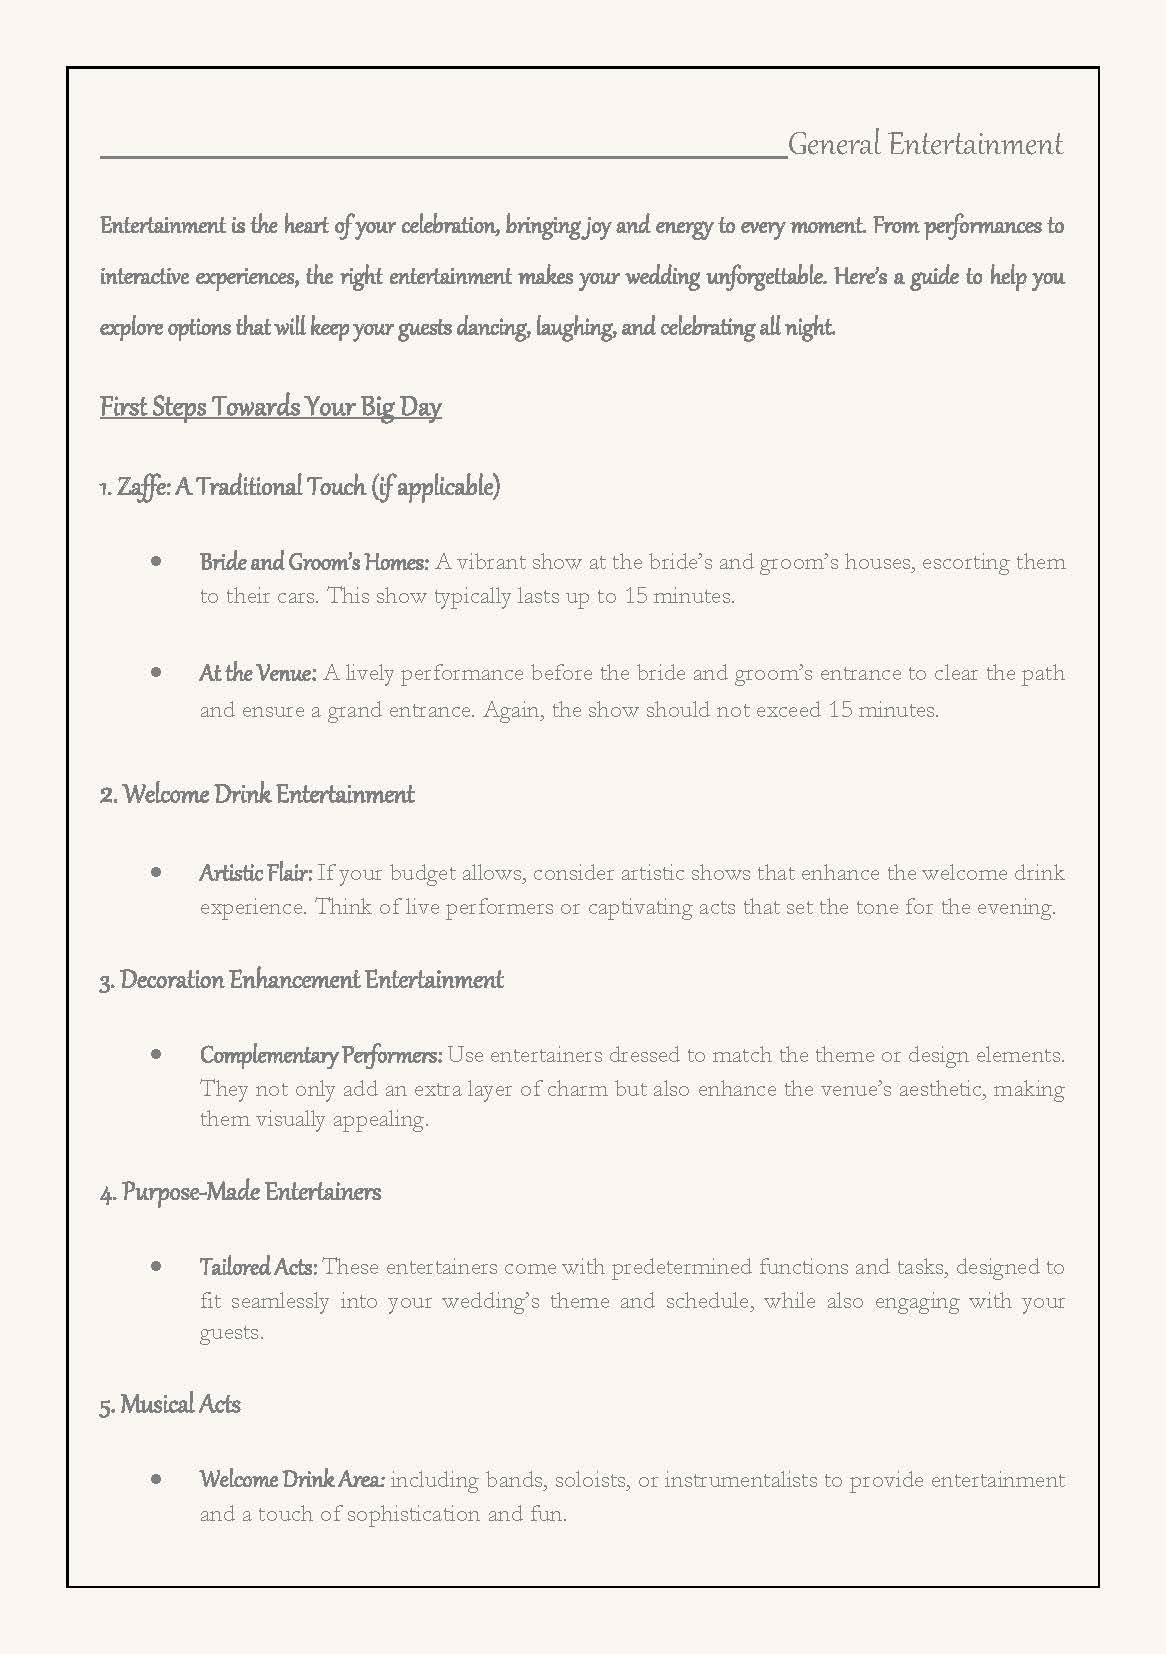 General Entertainment
Entertainment is the heart of your celebration, bringing joy and energy to every moment. From performances to
interactive experiences, the right entertainment makes your wedding unforgettable. Here's a guide to help you
explore options that will keep your guests dancing, laughing, and celebrating all night.
First Steps Towards Your Big Day
1. Zaffe: A Traditional Touch (if applicable)
• Bride and Groom's Homes: A vibrant show at the bride's and groom's houses, escorting them
to their cars. This show typically lasts up to 15 minutes.
• At the Venue: A lively performance before the bride and groom's entrance to clear the path
and ensure a grand entrance. Again, the show should not exceed 15 minutes.
2. Welcome Drink Entertainment
• Artistic Flair: If your budget allows, consider artistic shows that enhance the welcome drink
experience. Think of live performers or captivating acts that set the tone for the evening.
3. Decoration Enhancement Entertainment
• Complementary Performers: Use entertainers dressed to match the theme or design elements.
They not only add an extra layer of charm but also enhance the venue's aesthetic, making
them visually appealing.
4. Purpose-Made Entertainers
• Tailored Acts: These entertainers come with predetermined functions and tasks, designed to
fit seamlessly into your wedding's theme and schedule, while also engaging with your
guests.
5. Musical Acts
• Welcome Drink Area: including bands, soloists, or instrumentalists to provide entertainment
and a touch of sophistication and fun.